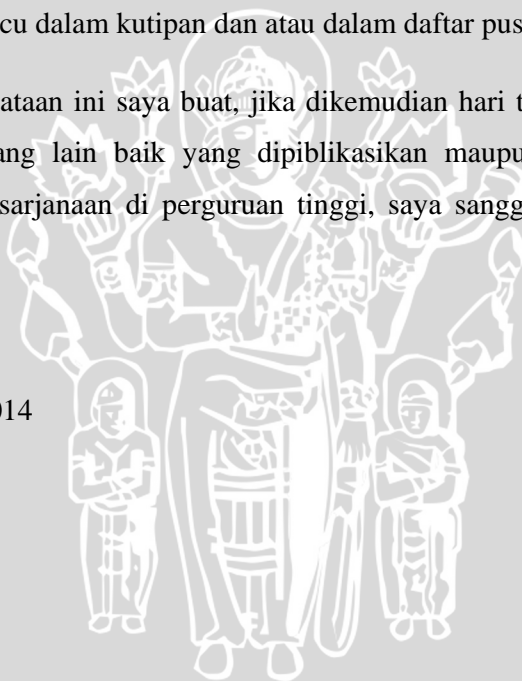 cu dalam kutipan dan atau dalam daftar pus
ataan ini saya buat, jika dikemudian hari t
ang lain baik yang dipiblikasikan maupu
sarjanaan di perguruan tinggi, saya sangg
014